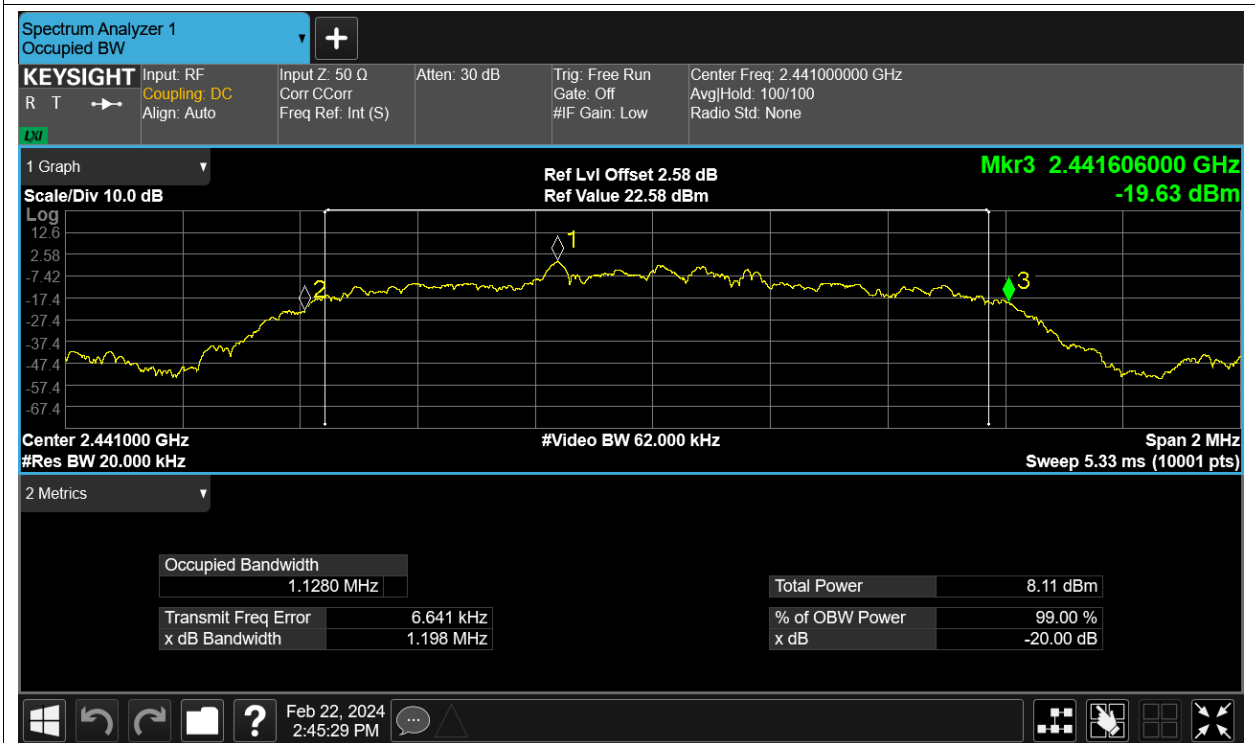 Spectrum Analyzer 1
Occupied BW
KEYSIGHT
R T
LXI
Input: RF
Coupling: DC
Align: Auto
Input Z: 50 Ω
Corr CCorr
Freq Ref: Int (S)
Atten: 30 dB
Trig: Free Run
Gate: Off
#IF Gain: Low
Center Freq: 2.441000000 GHz
Avg|Hold: 100/100
Radio Std: None
1 Graph
Scale/Div 10.0 dB
Ref Lvl Offset 2.58 dB
Ref Value 22.58 dBm
Mkr3 2.441606000 GHz
-19.63 dBm
Log
12.6
2.58
-7.42
-17.4
-27.4
-37.4
-47.4
-57.4
-67.4
1
2
3
Center 2.441000 GHz
#Res BW 20.000 kHz
#Video BW 62.000 kHz
Span 2 MHz
Sweep 5.33 ms (10001 pts)
2 Metrics
Occupied Bandwidth
1.1280 MHz
Transmit Freq Error 6.641 kHz
x dB Bandwidth 1.198 MHz
Total Power 8.11 dBm
% of OBW Power 99.00 %
x dB -20.00 dB
?
Feb 22, 2024
2:45:29 PM